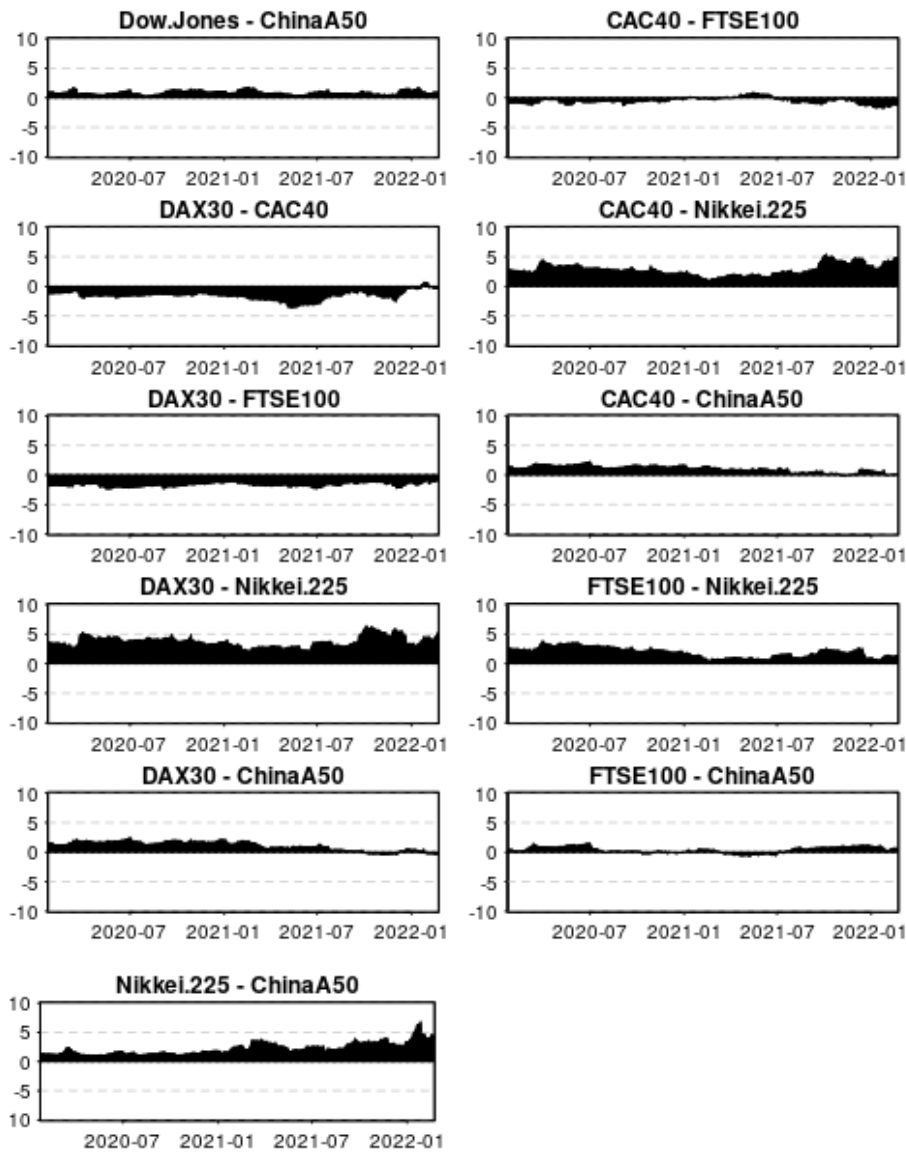 Dow.Jones - ChinaA50
10
5
0
-5
-10
2020-07 2021-01 2021-07 2022-01
CAC40 - FTSE100
10
5
0
-5
-10
2020-07 2021-01 2021-07 2022-01
DAX30 - CAC40
10
5
0
-5
-10
2020-07 2021-01 2021-07 2022-01
CAC40 - Nikkei.225
10
5
0
-5
-10
2020-07 2021-01 2021-07 2022-01
DAX30 - FTSE100
10
5
0
-5
-10
2020-07 2021-01 2021-07 2022-01
CAC40 - ChinaA50
10
5
0
-5
-10
2020-07 2021-01 2021-07 2022-01
DAX30 - Nikkei.225
10
5
0
-5
-10
2020-07 2021-01 2021-07 2022-01
FTSE100 - Nikkei.225
10
5
0
-5
-10
2020-07 2021-01 2021-07 2022-01
DAX30 - ChinaA50
10
5
0
-5
-10
2020-07 2021-01 2021-07 2022-01
FTSE100 - ChinaA50
10
5
0
-5
-10
2020-07 2021-01 2021-07 2022-01
Nikkei.225 - ChinaA50
10
5
0
-5
10
2020-07 2021-01 2021-07 2022-01